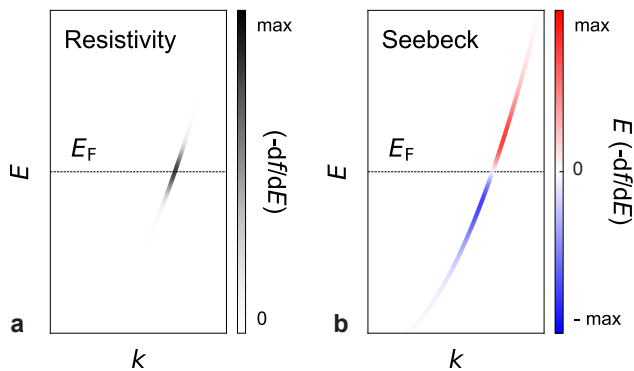 Resistivity
E_F
E
k
a
max
0
(-df/dE)
Seebeck
E_F
E
k
b
max
0
- max
E (-df/dE)